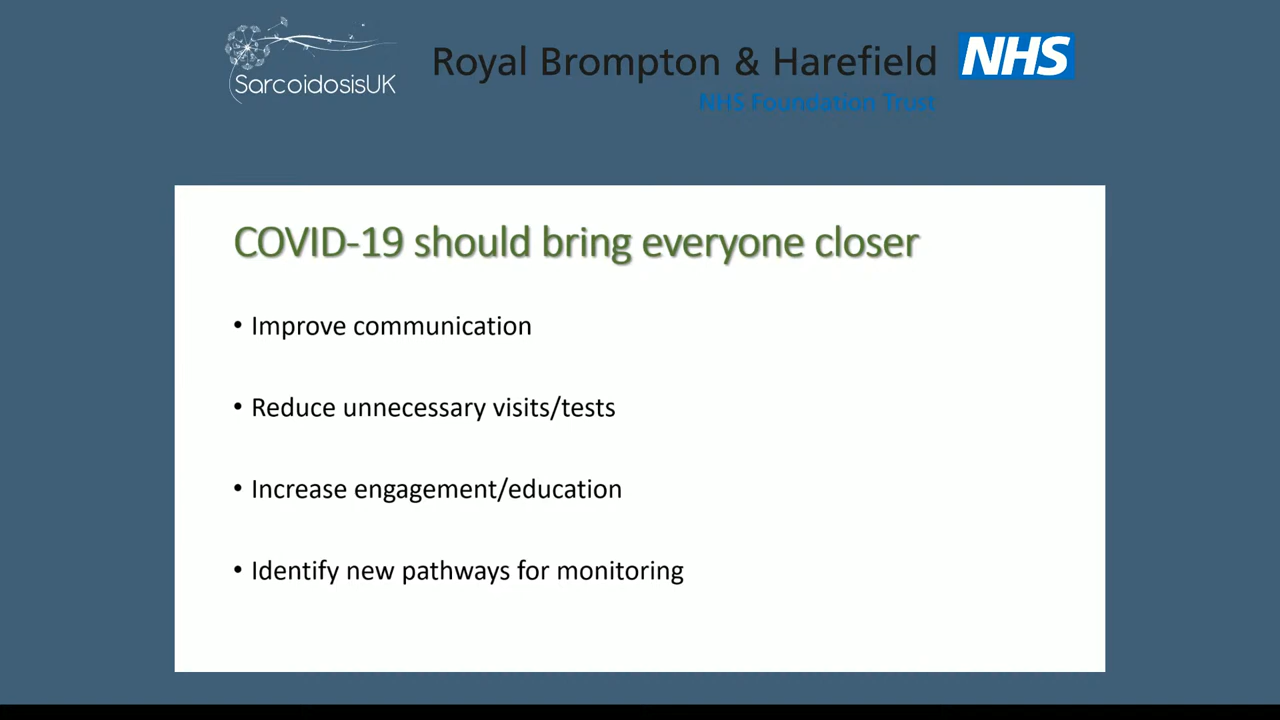 SarcoidosisUK
Royal Brompton & Harefield NHS
NHS Foundation Trust
COVID-19 should bring everyone closer
• Improve communication
• Reduce unnecessary visits/tests
• Increase engagement/education
• Identify new pathways for monitoring